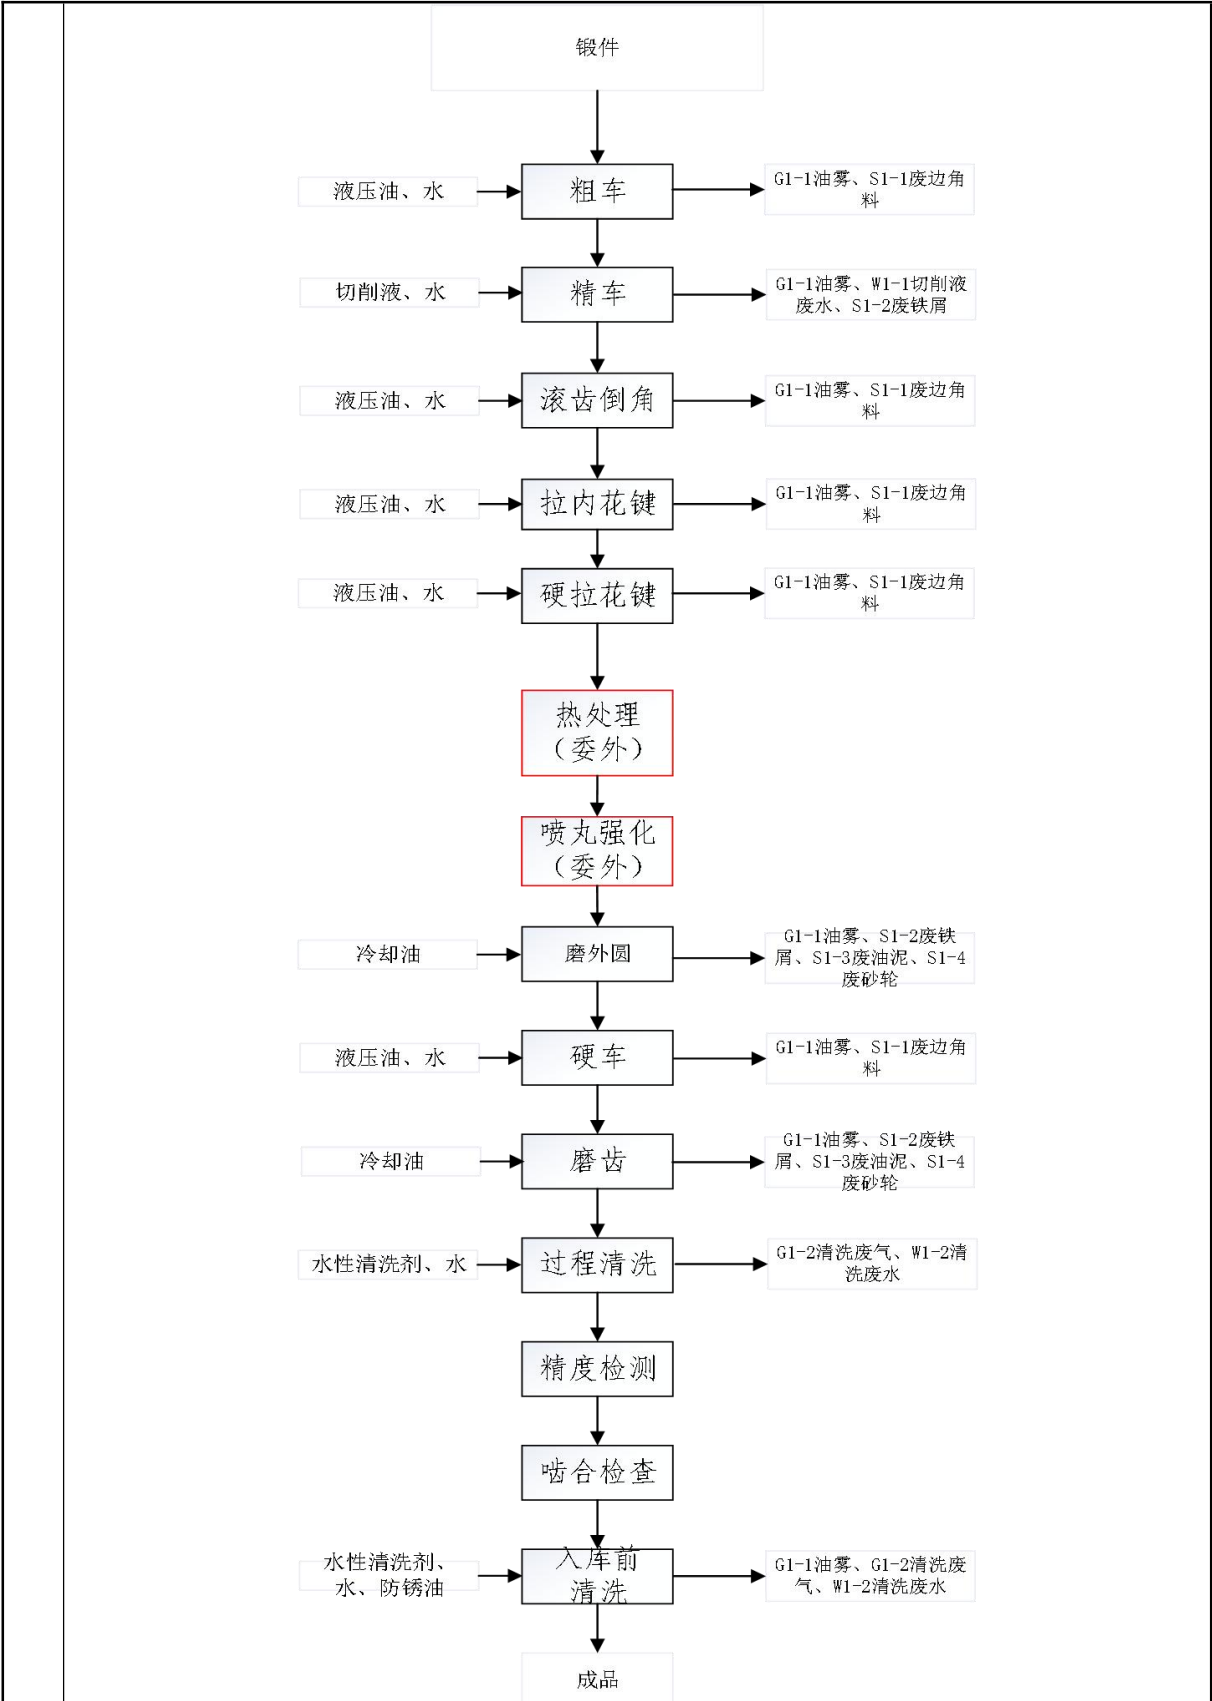 锻件
液压油、水
粗车
G1-1油雾、S1-1废边角
料
切削液、水
精车
G1-1油雾、W1-1切削液
废水、S1-2废铁屑
液压油、水
滚齿倒角
G1-1油雾、S1-1废边角
料
液压油、水
拉内花键
G1-1油雾、S1-1废边角
料
液压油、水
硬拉花键
G1-1油雾、S1-1废边角
料
热处理
（委外）
喷丸强化
（委外）
冷却油
磨外圆
G1-1油雾、S1-2废铁
屑、S1-3废油泥、S1-4
废砂轮
液压油、水
硬车
G1-1油雾、S1-1废边角
料
冷却油
磨齿
G1-1油雾、S1-2废铁
屑、S1-3废油泥、S1-4
废砂轮
水性清洗剂、水
过程清洗
G1-2清洗废气、W1-2清
洗废水
精度检测
啮合检查
水性清洗剂、
水、防锈油
入库前
清洗
G1-1油雾、G1-2清洗废
气、W1-2清洗废水
成品